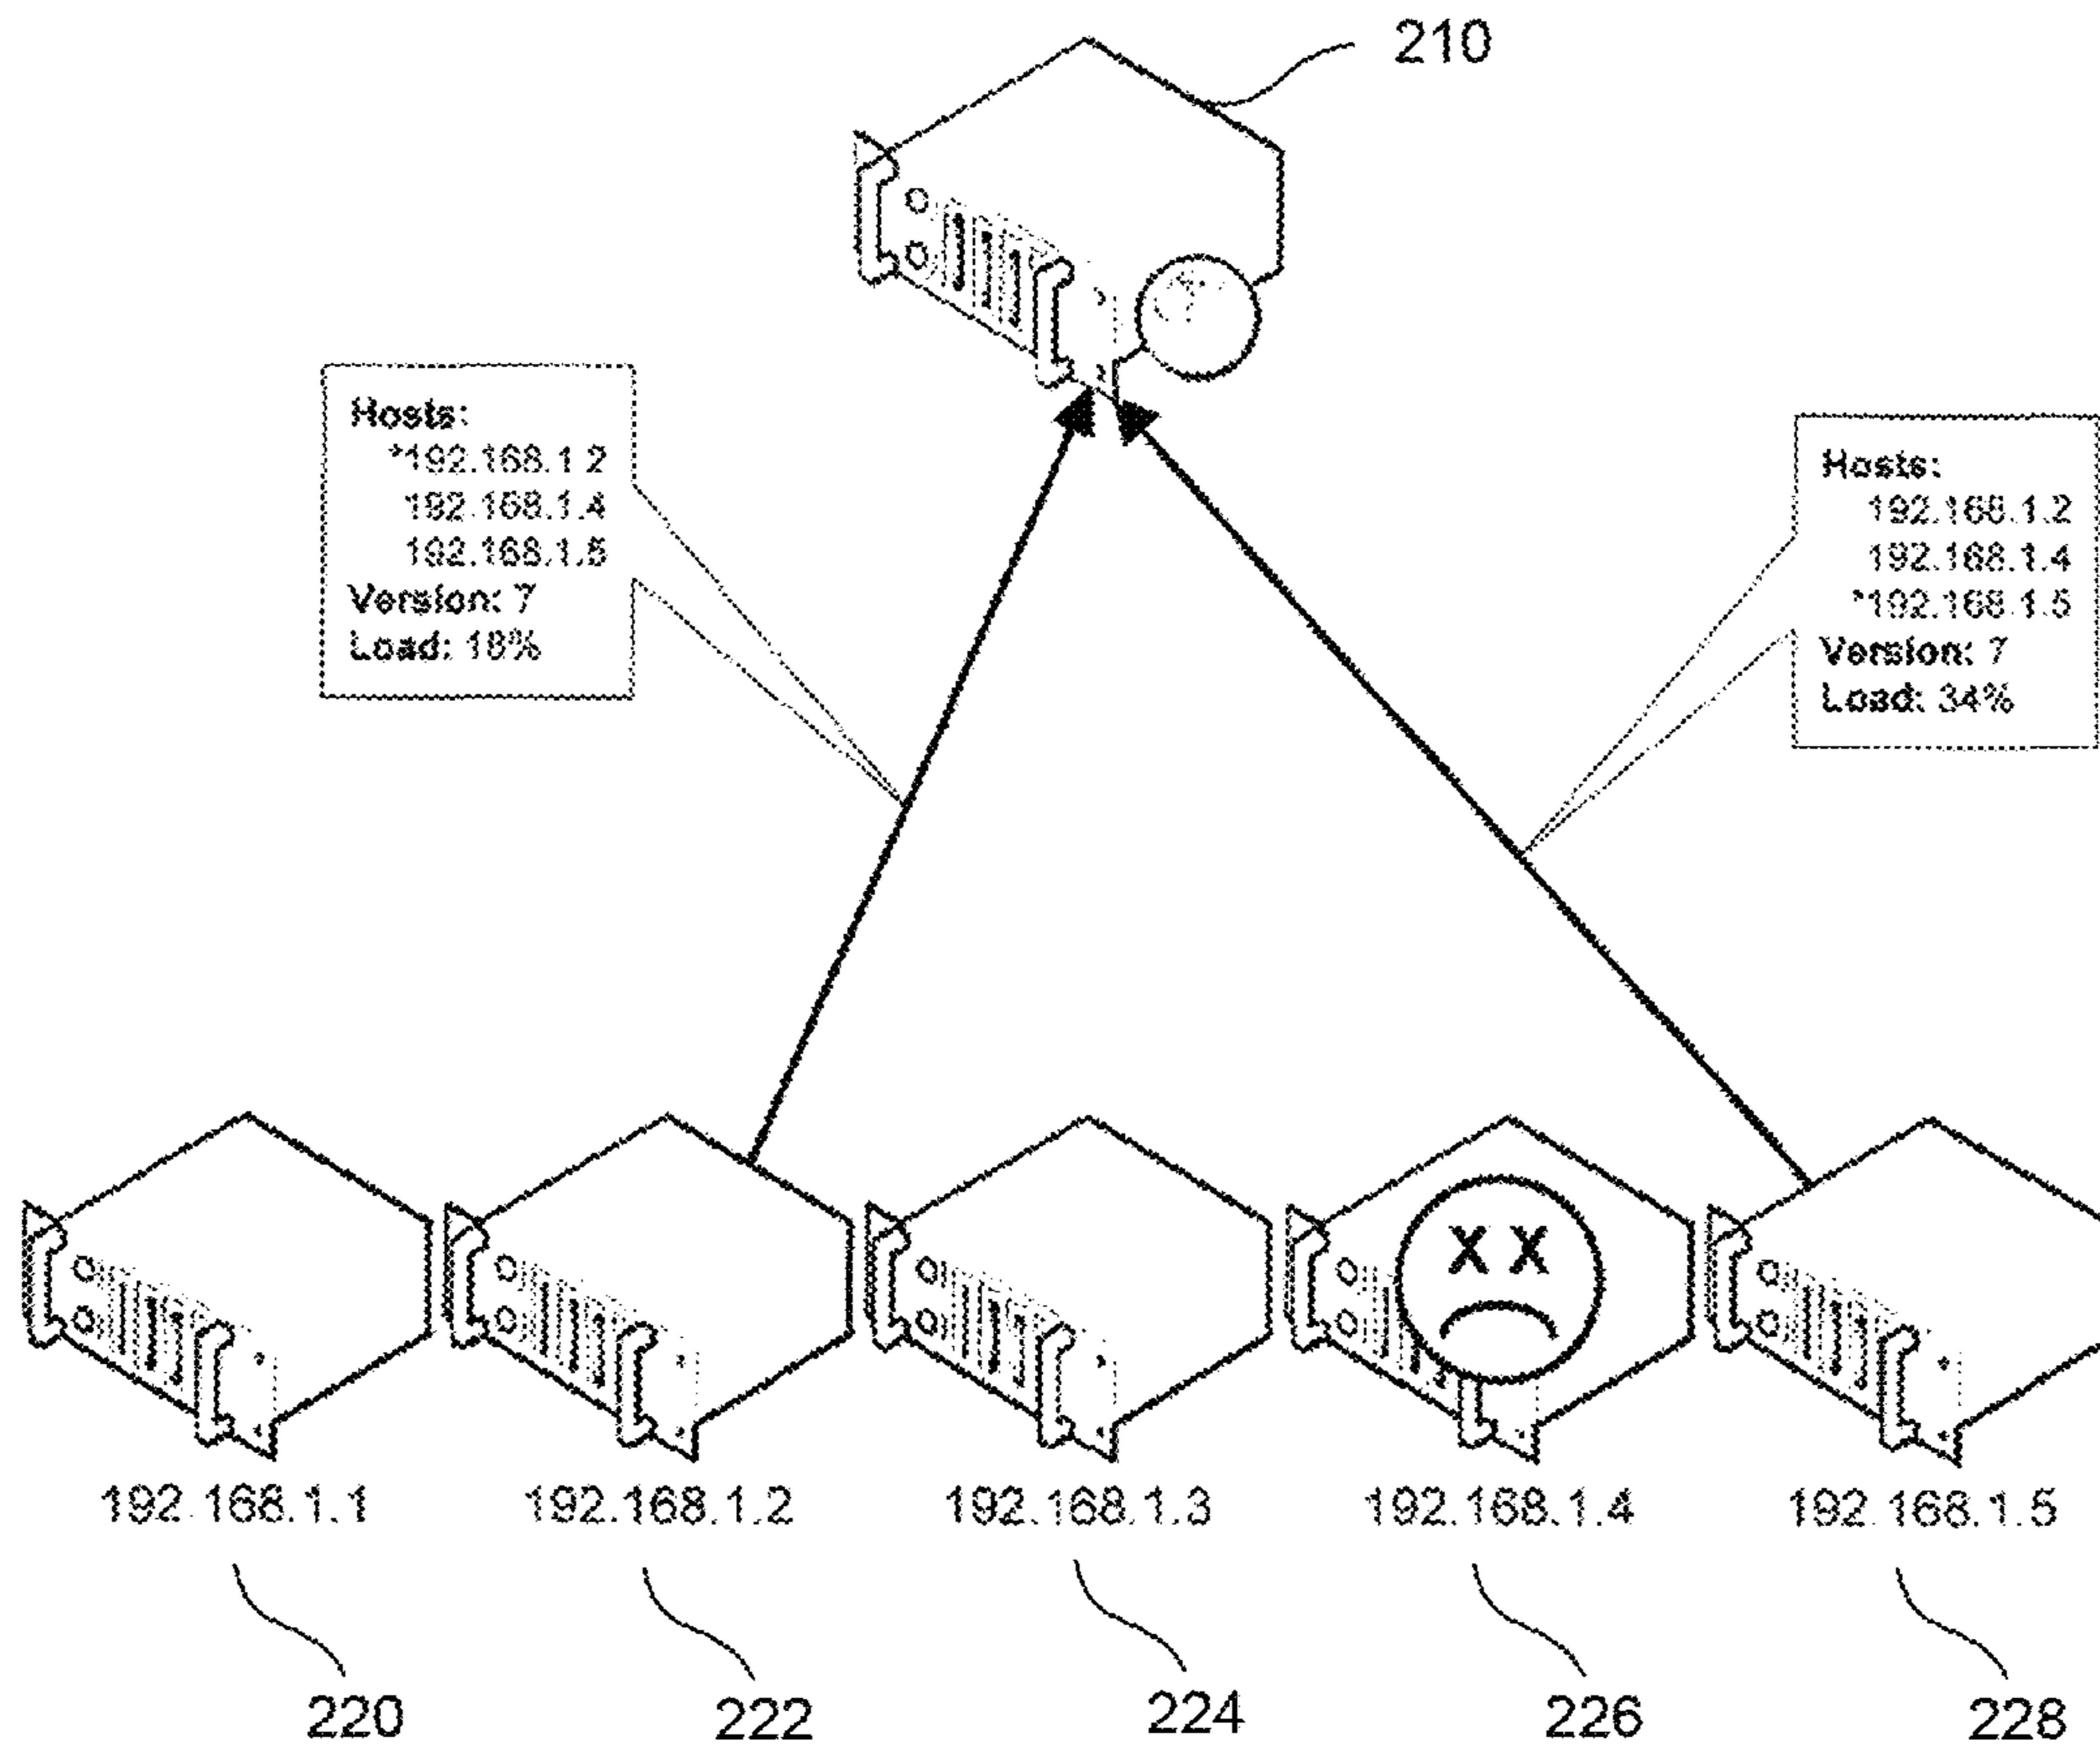 210
Hosts:
*192.168.1.2
192.168.1.4
192.168.1.5
Version: 7
Load: 18%
Hosts:
192.168.1.2
192.168.1.4
*192.168.1.5
Version: 7
Load: 34%
X X
192.168.1.1
192.168.1.2
192.168.1.3
192.168.1.4
192.168.1.5
220
222
224
226
228